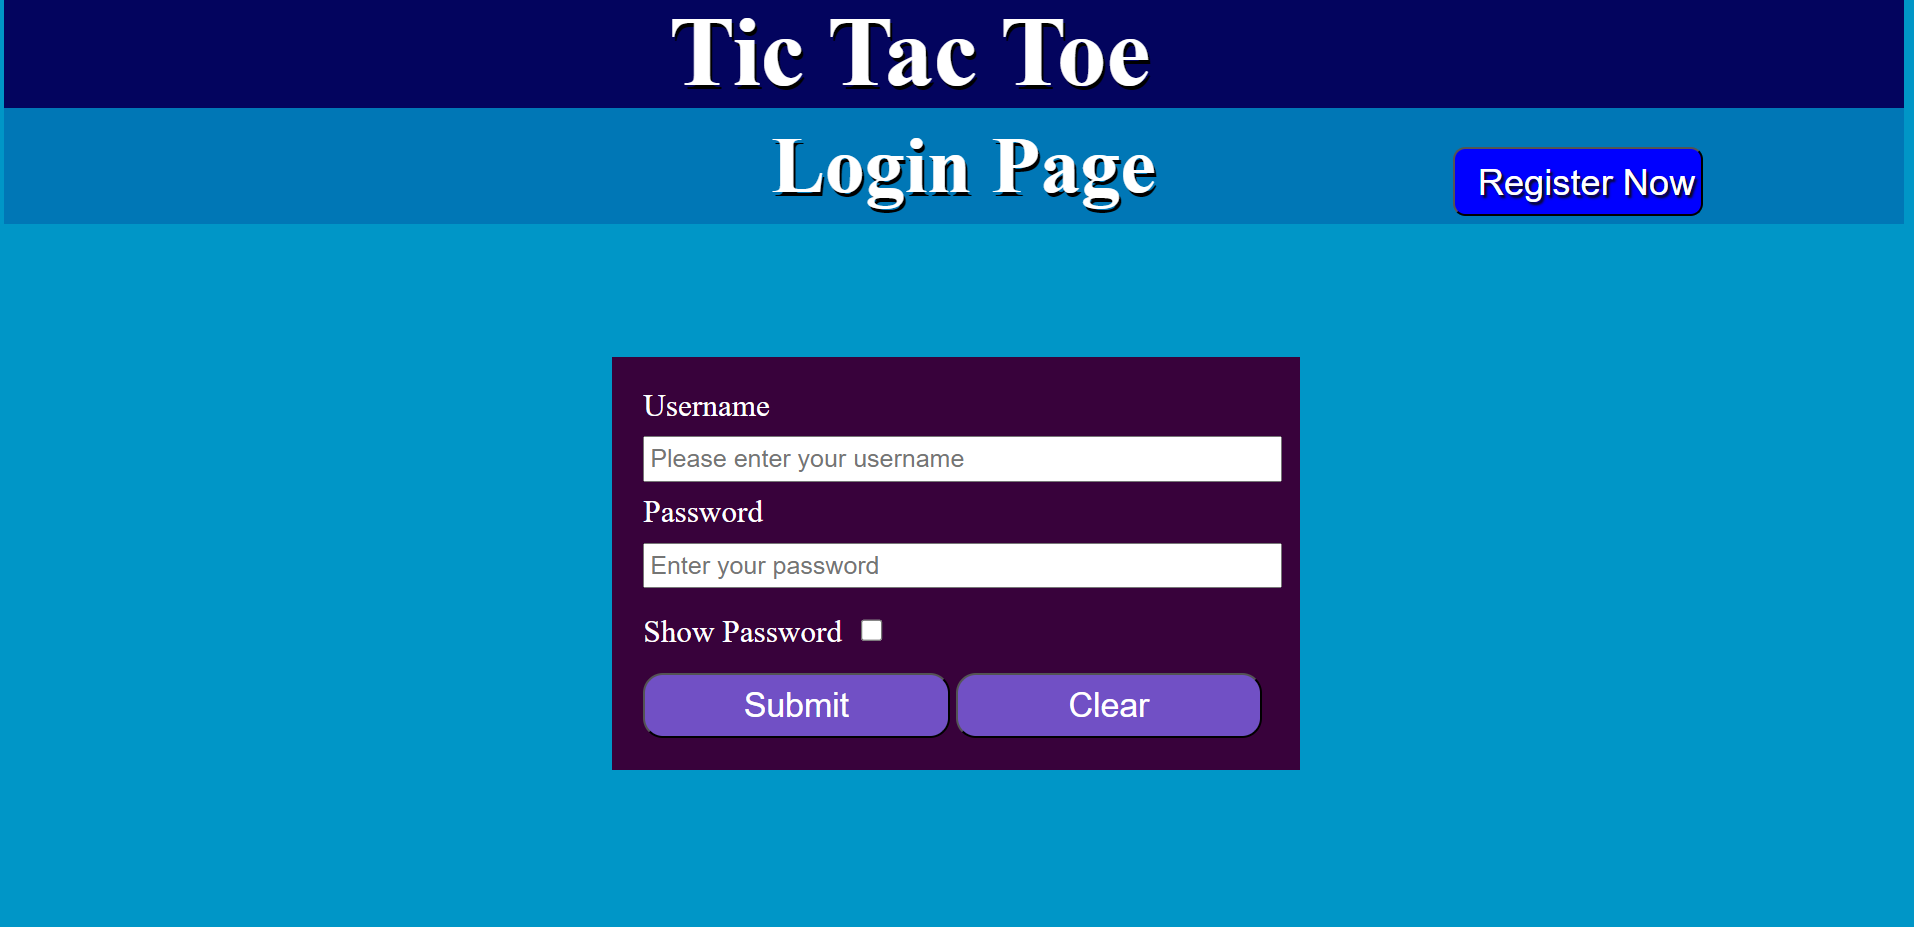 Tic Tac Toe
Login Page
Register Now
Username
Please enter your username
Password
Enter your password
Show Password
Submit
Clear